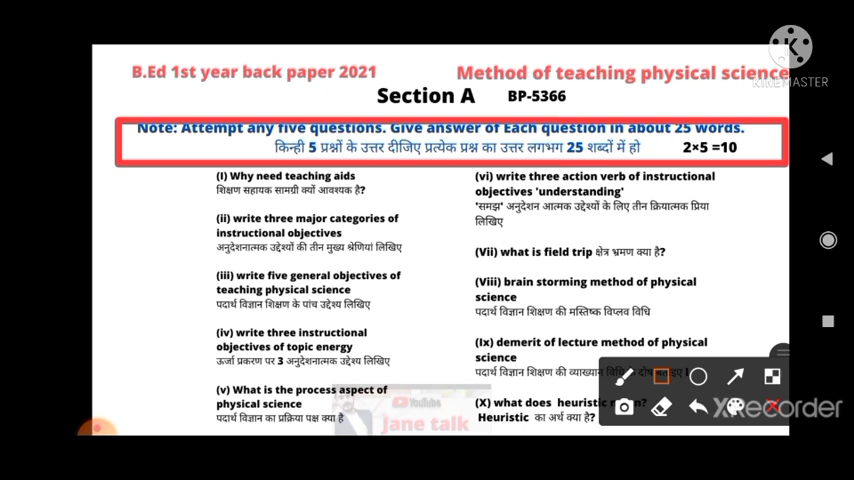 B.Ed 1st year back paper 2021
Method of teaching physical science
KINEMASTER
Section A BP-5366
Note: Attempt any five questions. Give answer of Each question in about 25 words.
किन्ही 5 प्रश्नों के उत्तर दीजिए प्रत्येक प्रश्न का उत्तर लगभग 25 शब्दों में हो 2×5 =10
(I) Why need teaching aids
शिक्षण सहायक सामग्री क्यों आवश्यक है?
(ii) write three major categories of
instructional objectives
अनुदेशनात्मक उद्देश्यों की तीन मुख्य श्रेणियां लिखिए
(iii) write five general objectives of
teaching physical science
पदार्थ विज्ञान शिक्षण के पांच उद्देश्य लिखिए
(iv) write three instructional
objectives of topic energy
ऊर्जा प्रकरण पर 3 अनुदेशनात्मक उद्देश्य लिखिए
(v) What is the process aspect of
physical science
पदार्थ विज्ञान का प्रक्रिया पक्ष क्या है
(vi) write three action verb of instructional
objectives 'understanding'
'समझ' अनुदेशन आत्मक उद्देश्यों के लिए तीन क्रियात्मक प्रिया
लिखिए
(Vii) what is field trip क्षेत्र भ्रमण क्या है?
(Viii) brain storming method of physical
science
पदार्थ विज्ञान शिक्षण की मस्तिष्क विप्लव विधि
(Ix) demerit of lecture method of physical
science
पदार्थ विज्ञान शिक्षण की व्याख्यान विधि के दोष
(X) what does heuristic
Heuristic का अर्थ क्या है?
YouTube
Jane talk
XRecorder